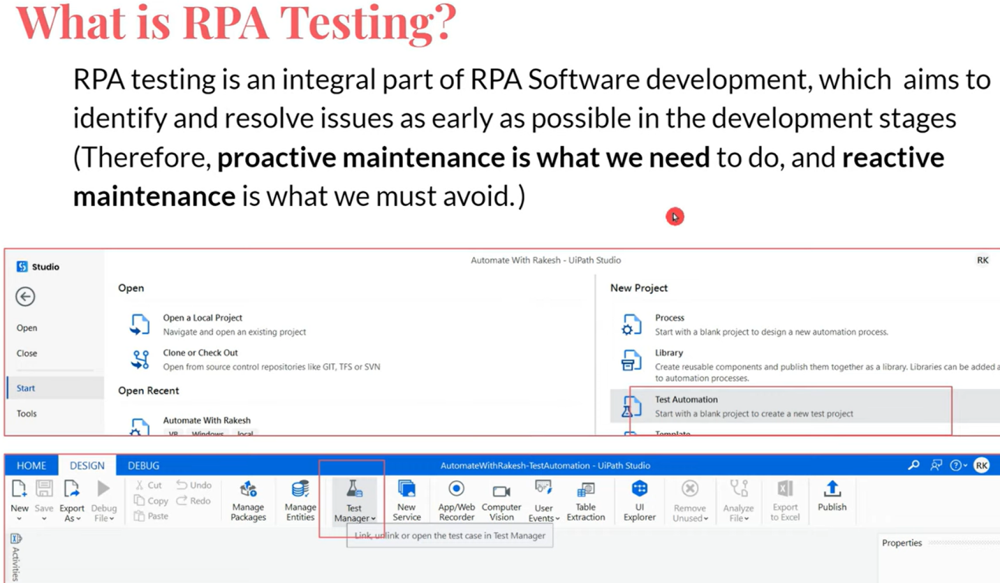 What is RPA Testing?
RPA testing is an integral part of RPA Software development, which aims to
identify and resolve issues as early as possible in the development stages
(Therefore, proactive maintenance is what we need to do, and reactive
maintenance is what we must avoid.)
Studio
Automate With Rakesh - UiPath Studio
RK
Open
Close
Start
Tools
Open
Open a Local Project
Navigate and open an existing project
Clone or Check Out
Open from source control repositories like GIT, TFS or SVN
Open Recent
Automate With Rakesh
VB Windows local
New Project
Process
Start with a blank project to design a new automation process.
Library
Create reusable components and publish them together as a library. Libraries can be added a
to automation processes.
Test Automation
Start with a blank project to create a new test project
Template
HOME DESIGN DEBUG
AutomateWithRakesh-TestAutomation - UiPath Studio
RK
New
Save
Export
As
Debug
File
Cut
Copy
Paste
Undo
Redo
Manage
Packages
Manage
Entities
Test
Manager
New
Service
App/Web
Recorder
Computer
Vision
User
Events
Table
Extraction
UI
Explorer
Remove
Unused
Analyze
File
Export
to Excel
Publish
Link, unlink or open the test case in Test Manager
Activities
Properties